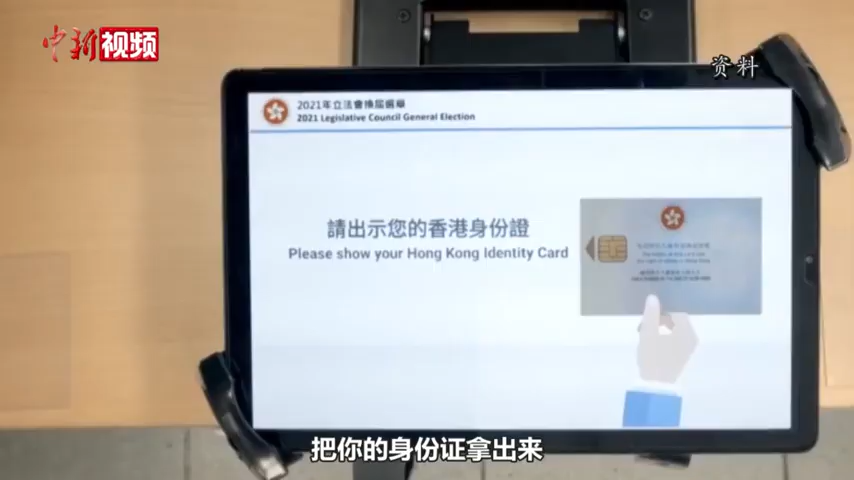 中新视频
资料
2021年立法會換屆選舉
2021 Legislative Council General Election
請出示您的香港身份證
Please show your Hong Kong Identity Card
把你的身份证拿出来